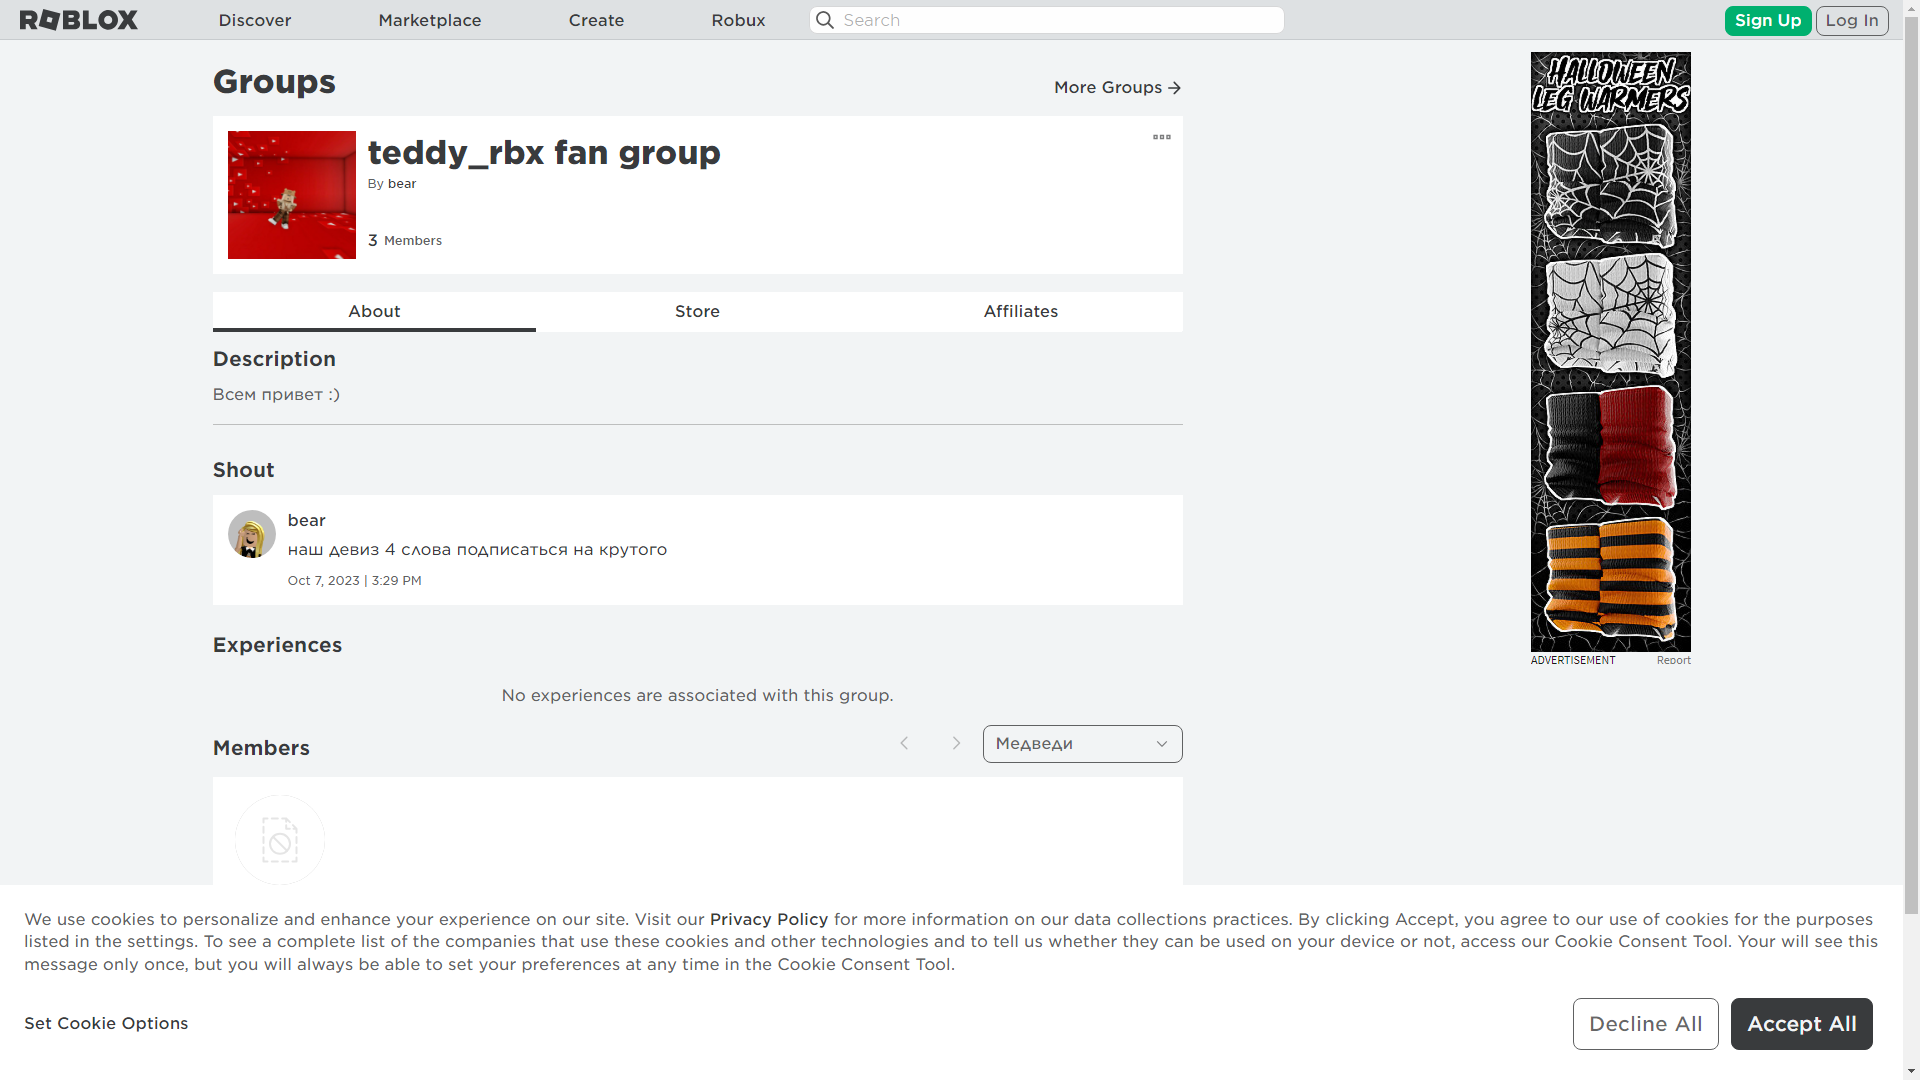 ROBLOX
Discover
Marketplace
Create
Robux
Search
Sign Up
Log In
Groups
More Groups
teddy_rbx fan group
By bear
3 Members
About
Store
Affiliates
Description
Всем привет :)
Shout
bear
наш девиз 4 слова подписаться на крутого
Oct 7, 2023 | 3:29 PM
Experiences
No experiences are associated with this group.
Members
Медведи
HALLOWEEN
LEG WARMERS
ADVERTISEMENT
Report
We use cookies to personalize and enhance your experience on our site. Visit our Privacy Policy for more information on our data collections practices. By clicking Accept, you agree to our use of cookies for the purposes
listed in the settings. To see a complete list of the companies that use these cookies and other technologies and to tell us whether they can be used on your device or not, access our Cookie Consent Tool. Your will see this
message only once, but you will always be able to set your preferences at any time in the Cookie Consent Tool.
Set Cookie Options
Decline All
Accept All